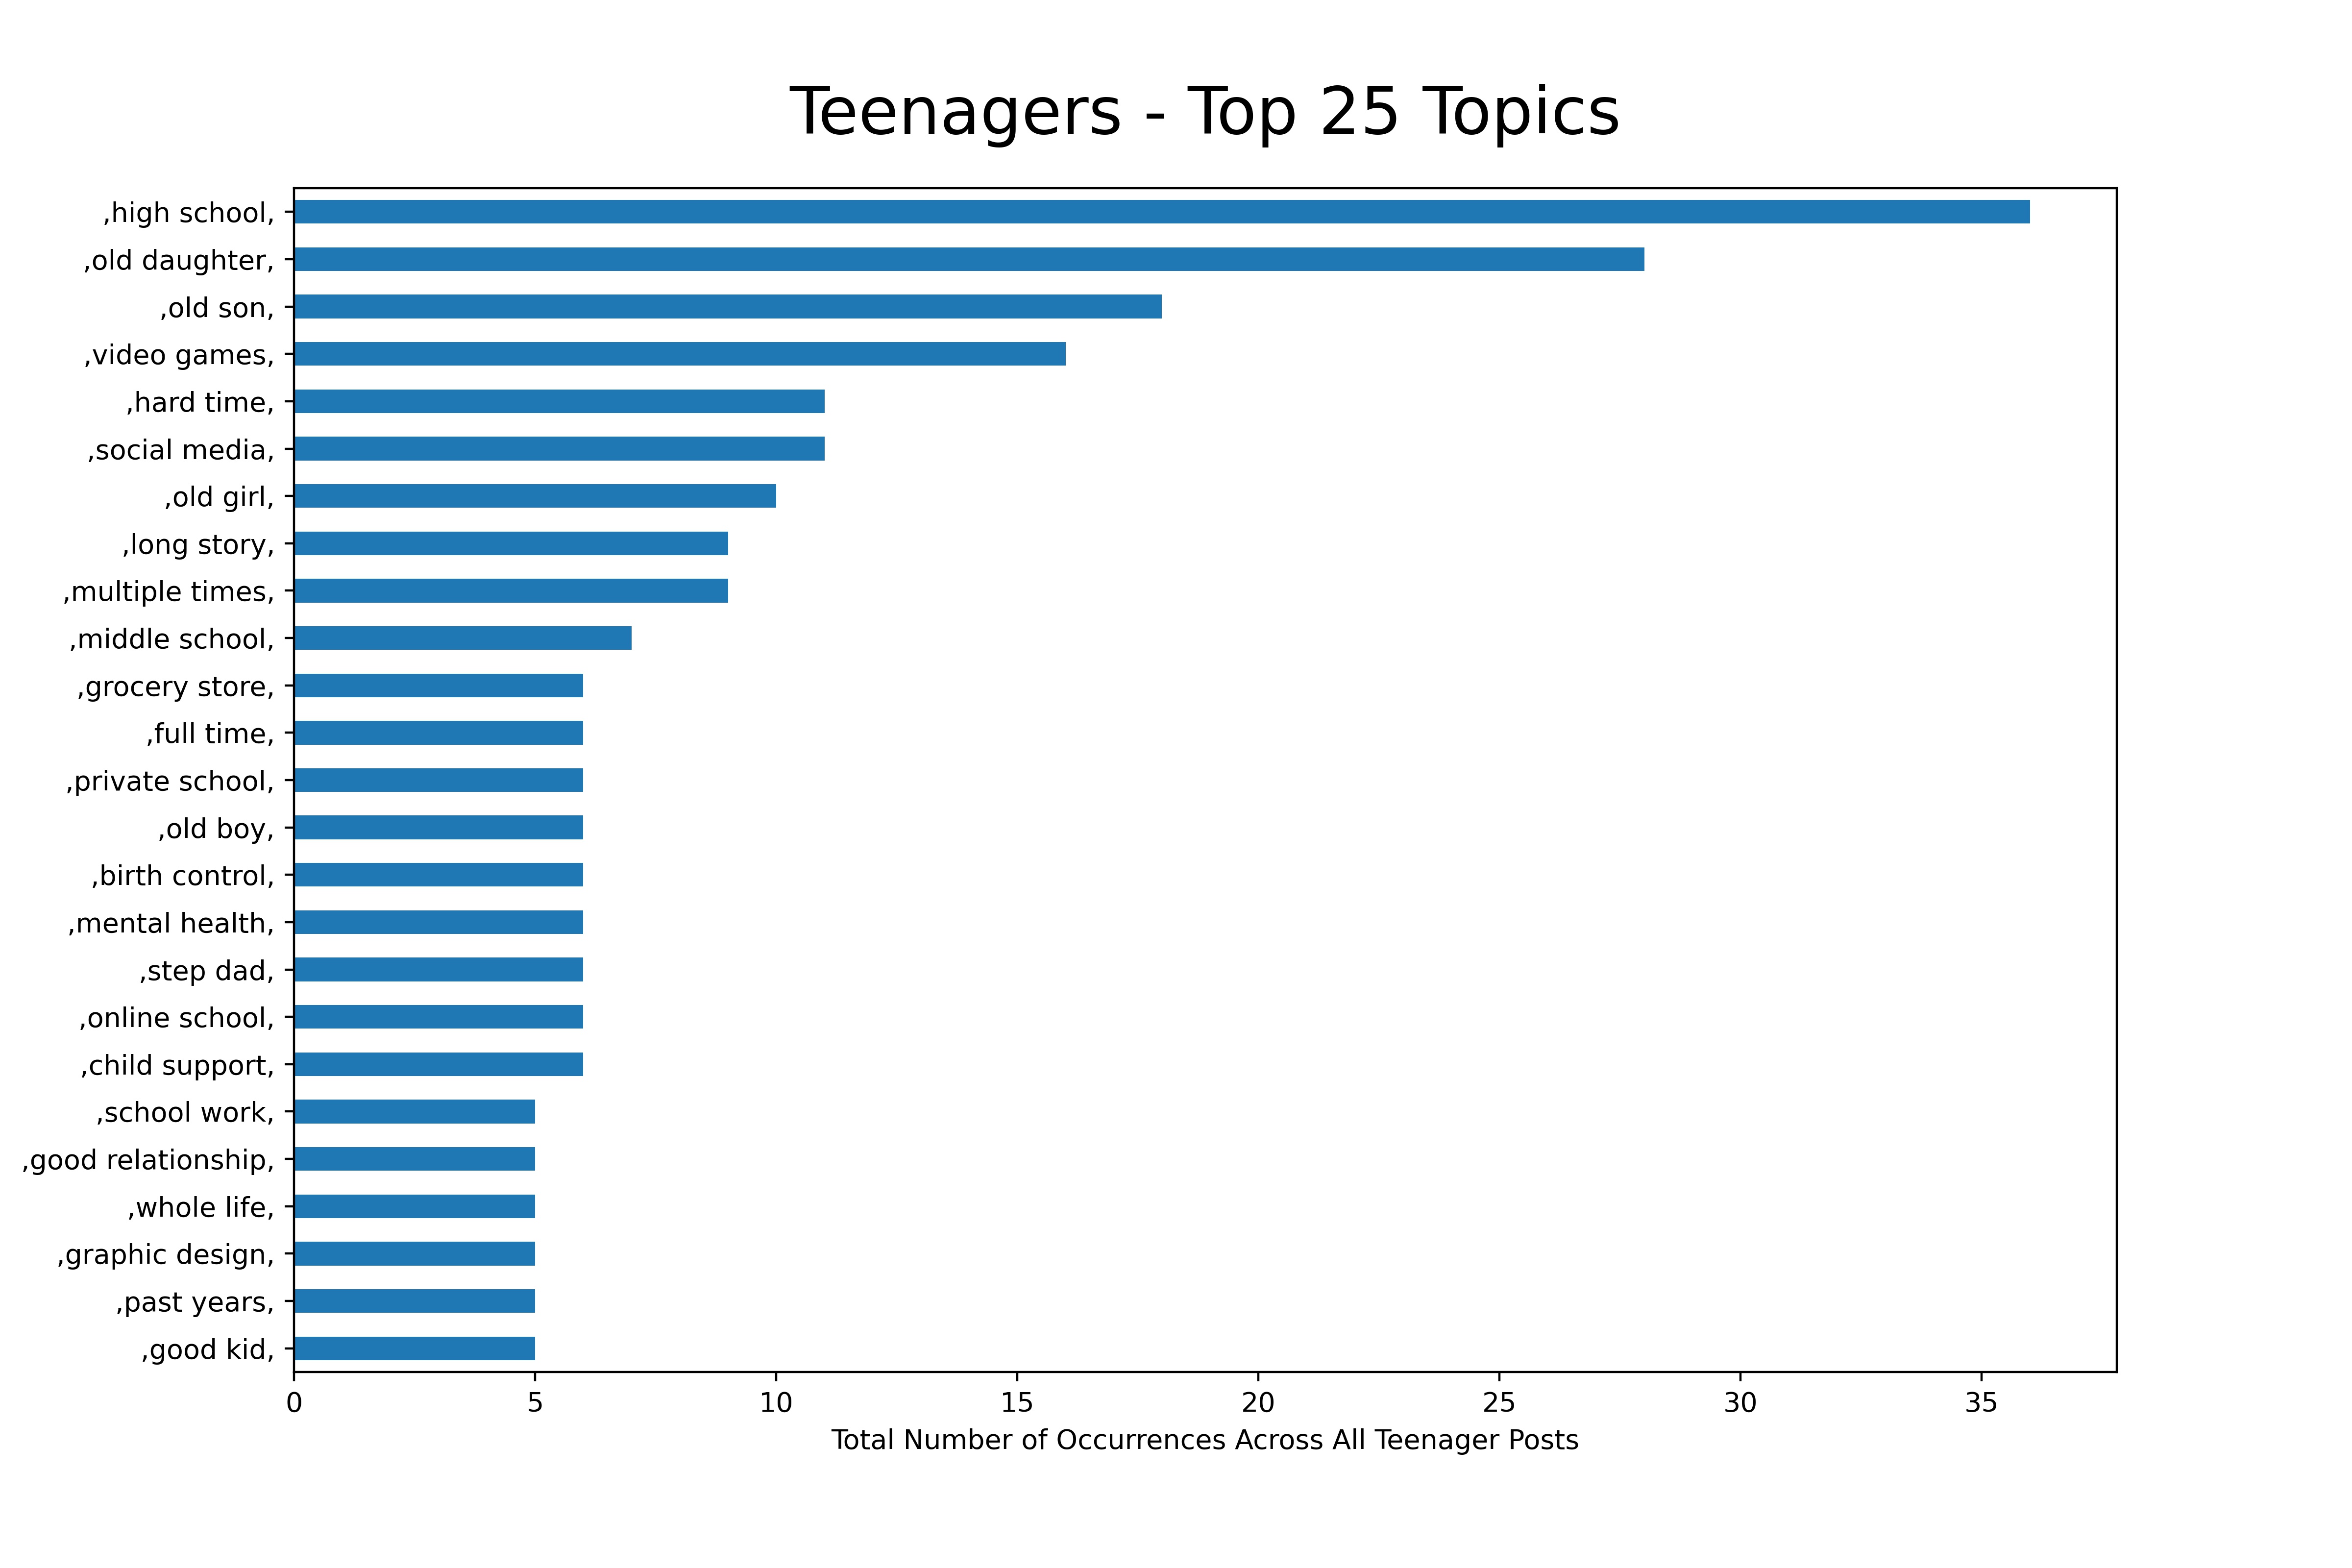 Teenagers - Top 25 Topics
,high school,
,old daughter,
,old son,
,video games,
,hard time,
,social media,
,old girl,
,long story,
,multiple times,
,middle school,
,grocery store,
,full time,
,private school,
,old boy,
,birth control,
,mental health,
,step dad,
,online school,
,child support,
,school work,
,good relationship,
,whole life,
,graphic design,
,past years,
,good kid,
0 5 10 15 20 25 30 35
Total Number of Occurrences Across All Teenager Posts